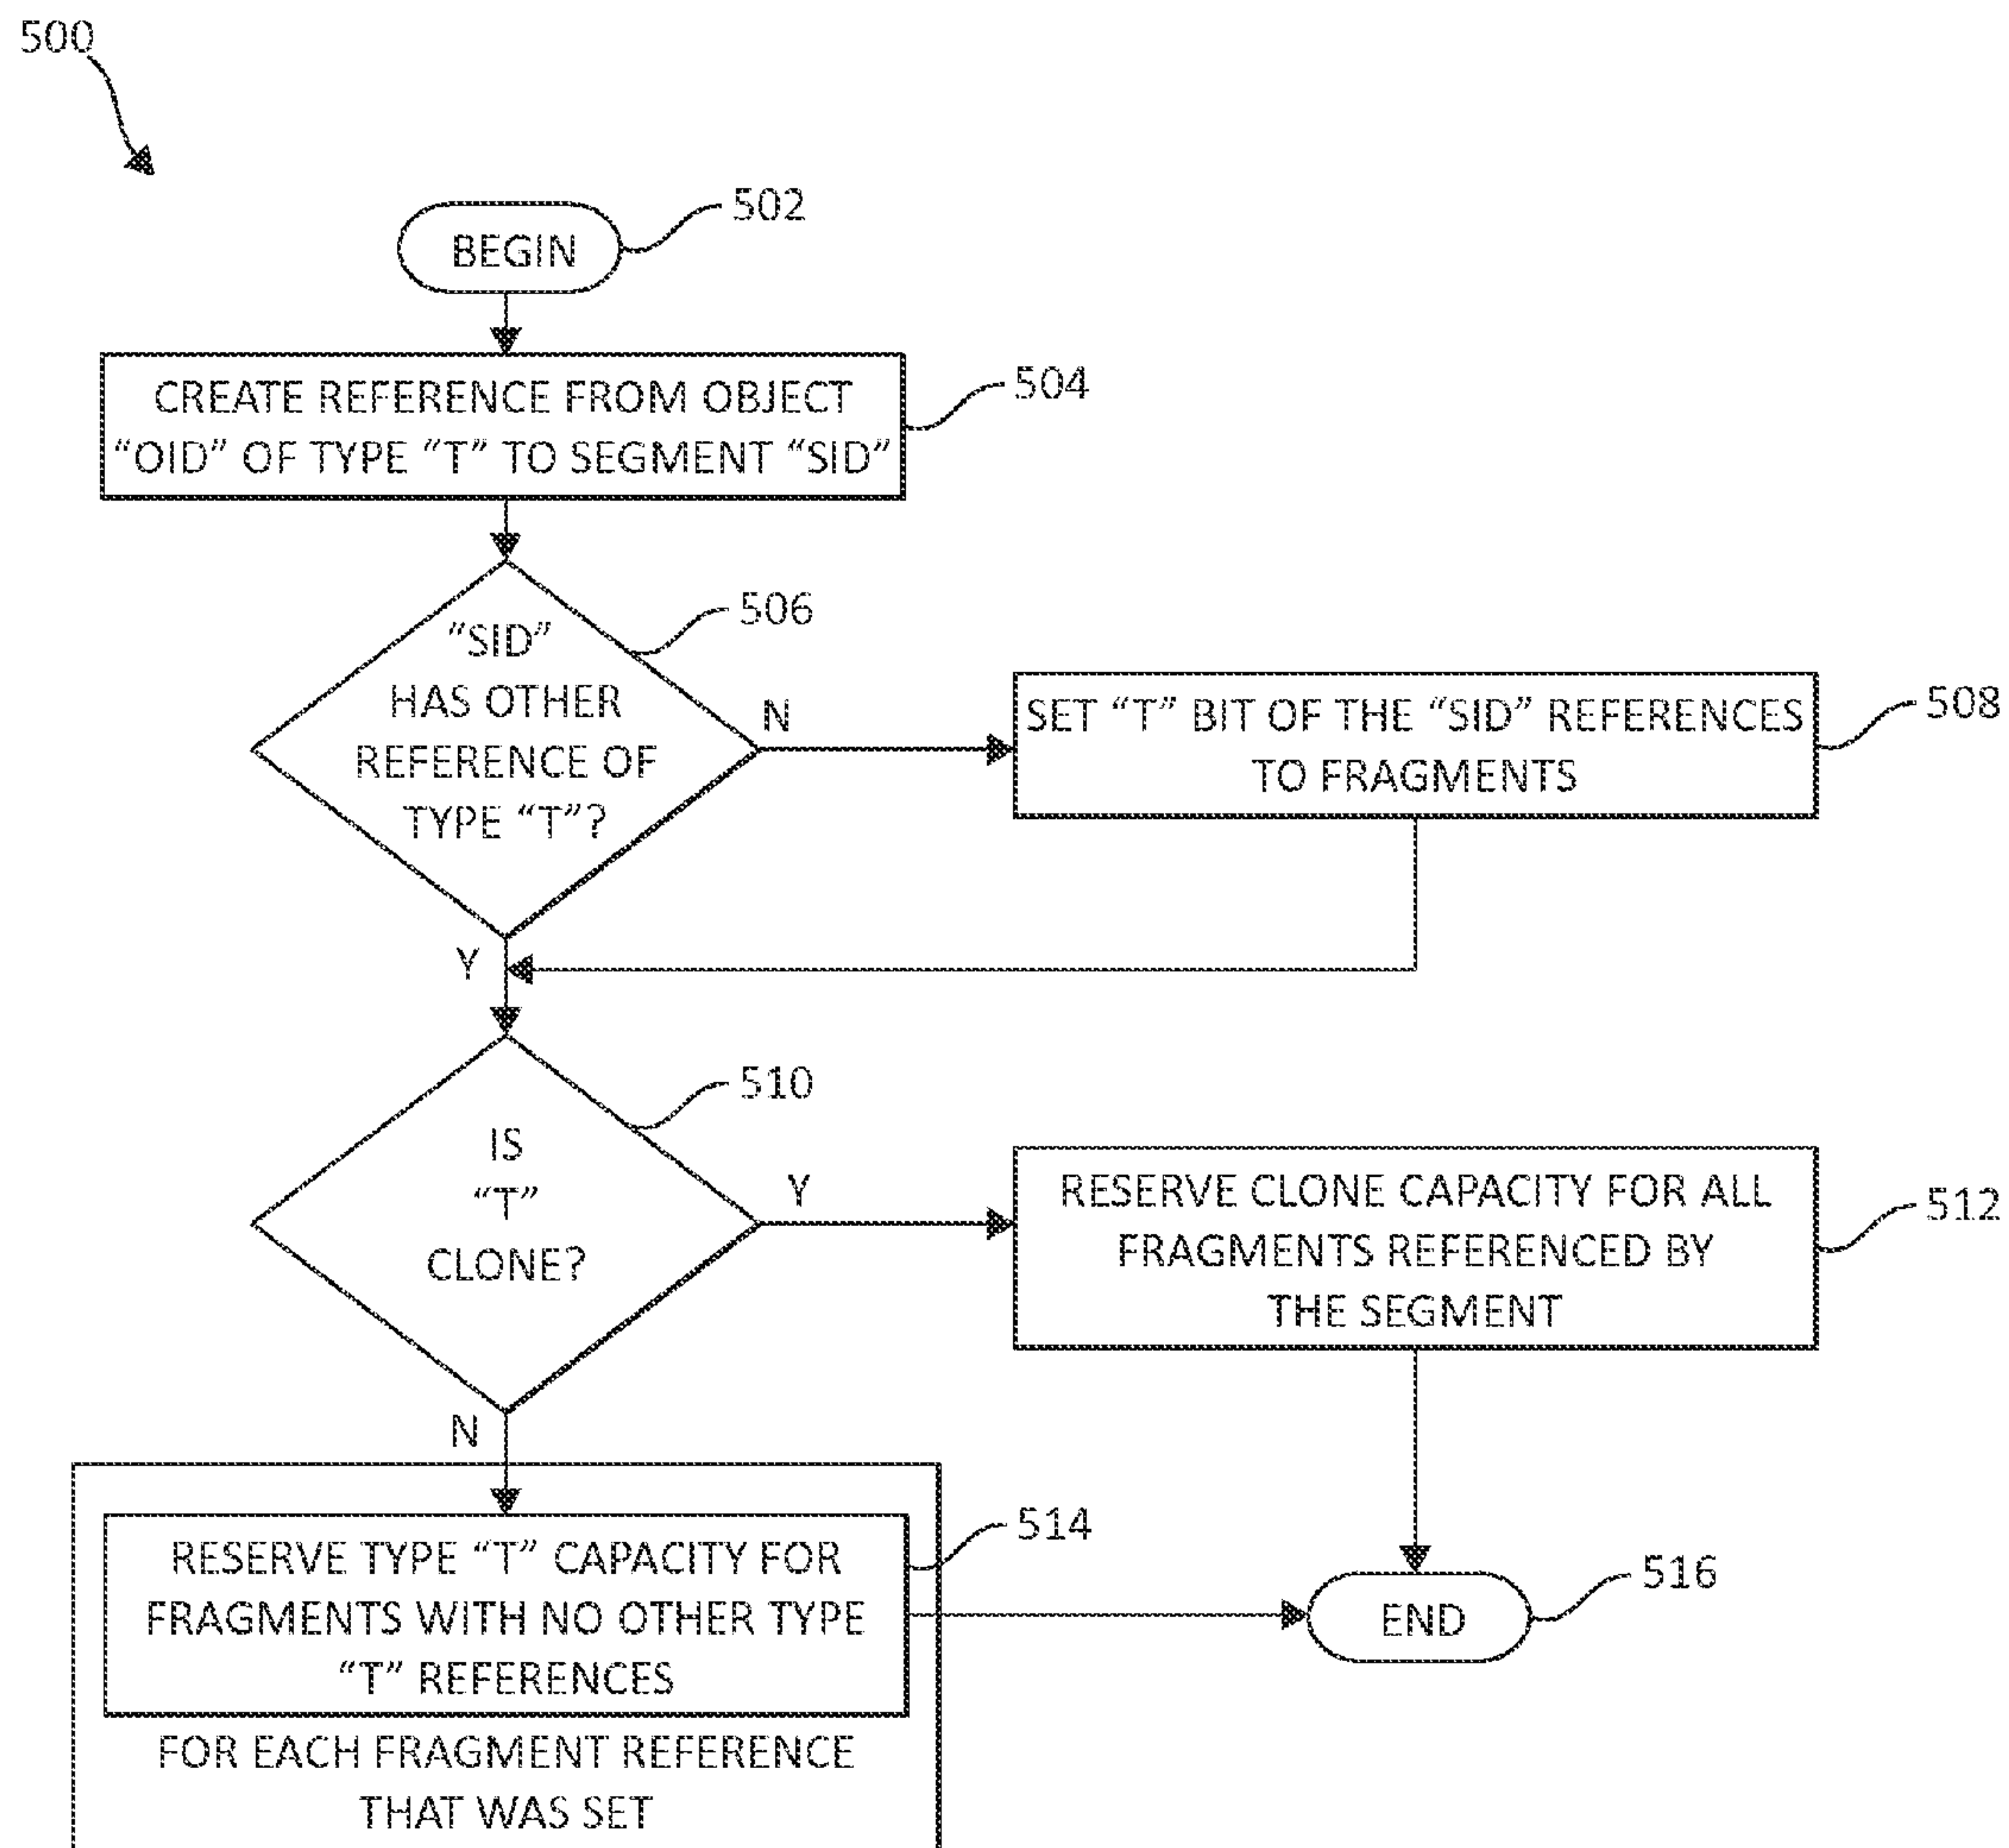 500
502
BEGIN
504
CREATE REFERENCE FROM OBJECT
“OID” OF TYPE “T” TO SEGMENT “SID”
506
“SID”
HAS OTHER
REFERENCE OF
TYPE “T”?
N
508
SET “T” BIT OF THE “SID” REFERENCES
TO FRAGMENTS
Y
510
IS
“T”
CLONE?
Y
512
RESERVE CLONE CAPACITY FOR ALL
FRAGMENTS REFERENCED BY
THE SEGMENT
N
514
RESERVE TYPE “T” CAPACITY FOR
FRAGMENTS WITH NO OTHER TYPE
“T” REFERENCES
FOR EACH FRAGMENT REFERENCE
THAT WAS SET
516
END